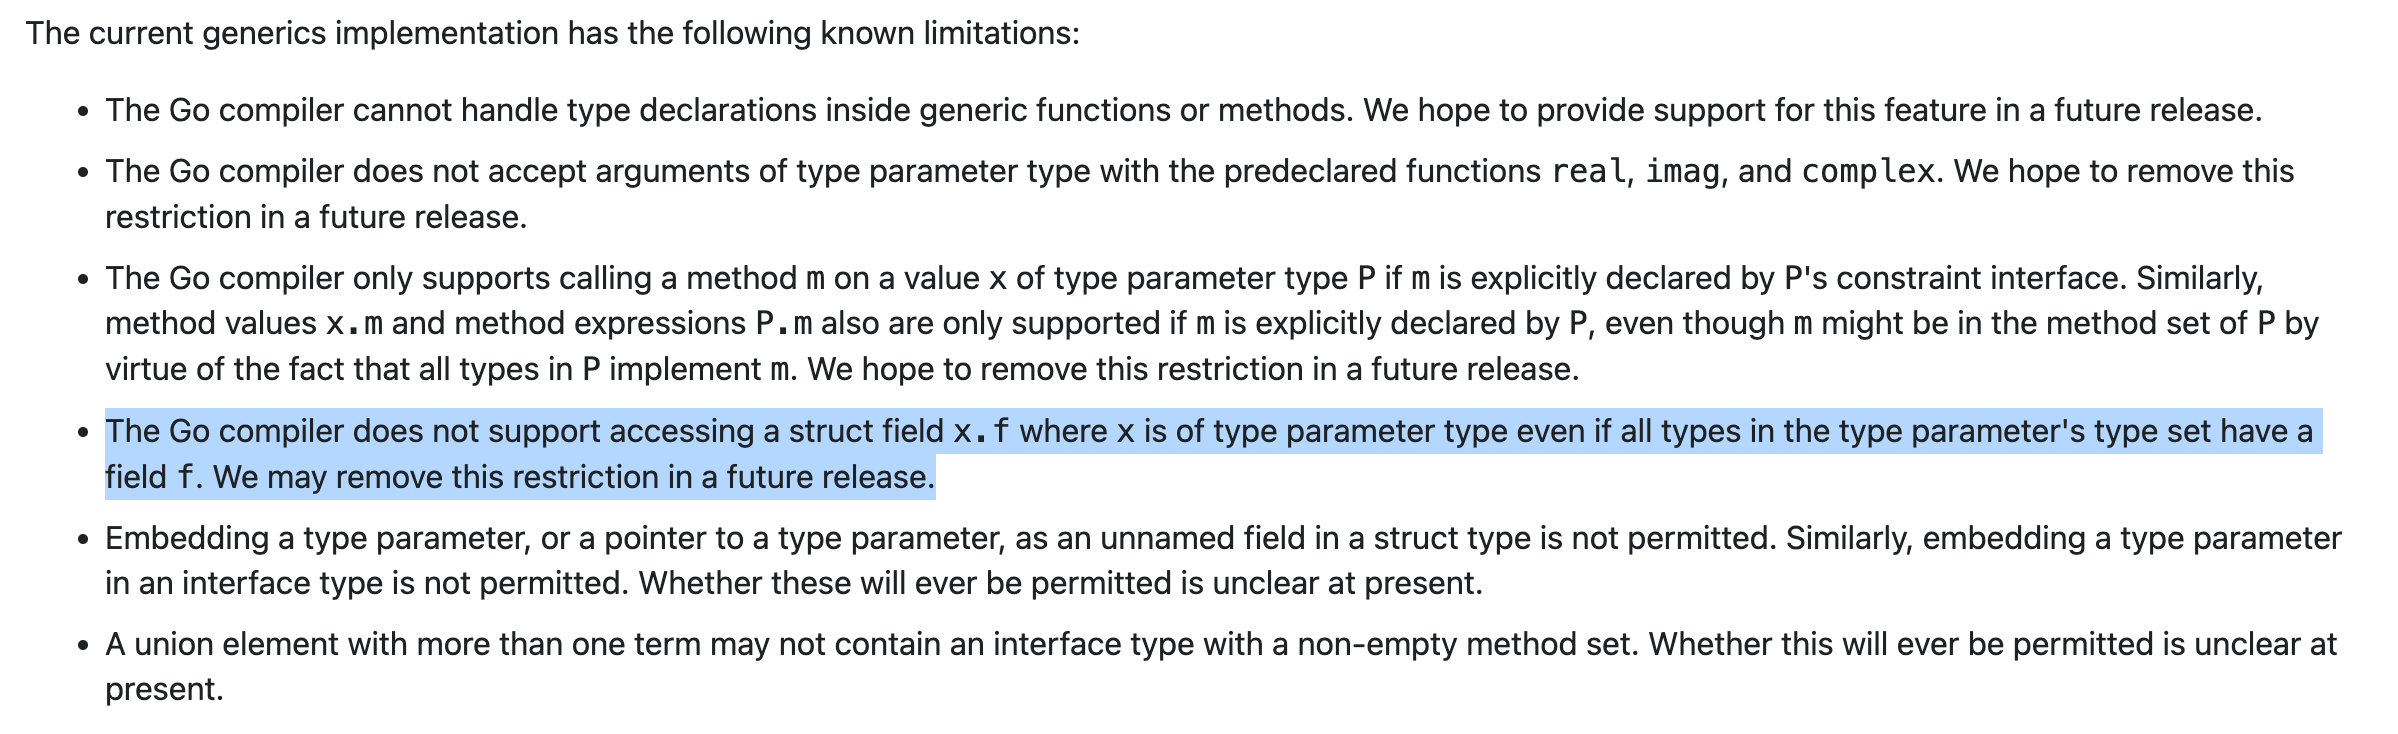 The current generics implementation has the following known limitations:
• The Go compiler cannot handle type declarations inside generic functions or methods. We hope to provide support for this feature in a future release.
• The Go compiler does not accept arguments of type parameter type with the predeclared functions real, imag, and complex. We hope to remove this
restriction in a future release.
• The Go compiler only supports calling a method m on a value x of type parameter type P if m is explicitly declared by P's constraint interface. Similarly,
method values x.m and method expressions P.m also are only supported if m is explicitly declared by P, even though m might be in the method set of P by
virtue of the fact that all types in P implement m. We hope to remove this restriction in a future release.
• The Go compiler does not support accessing a struct field x.f where x is of type parameter type even if all types in the type parameter's type set have a
field f. We may remove this restriction in a future release.
• Embedding a type parameter, or a pointer to a type parameter, as an unnamed field in a struct type is not permitted. Similarly, embedding a type parameter
in an interface type is not permitted. Whether these will ever be permitted is unclear at present.
• A union element with more than one term may not contain an interface type with a non-empty method set. Whether this will ever be permitted is unclear at
present.